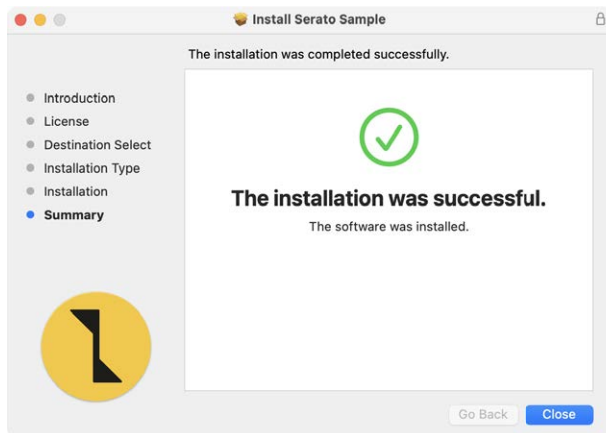 Install Serato Sample
The installation was completed successfully.
Introduction
License
Destination Select
Installation Type
Installation
Summary
The installation was successful.
The software was installed.
Go Back
Close